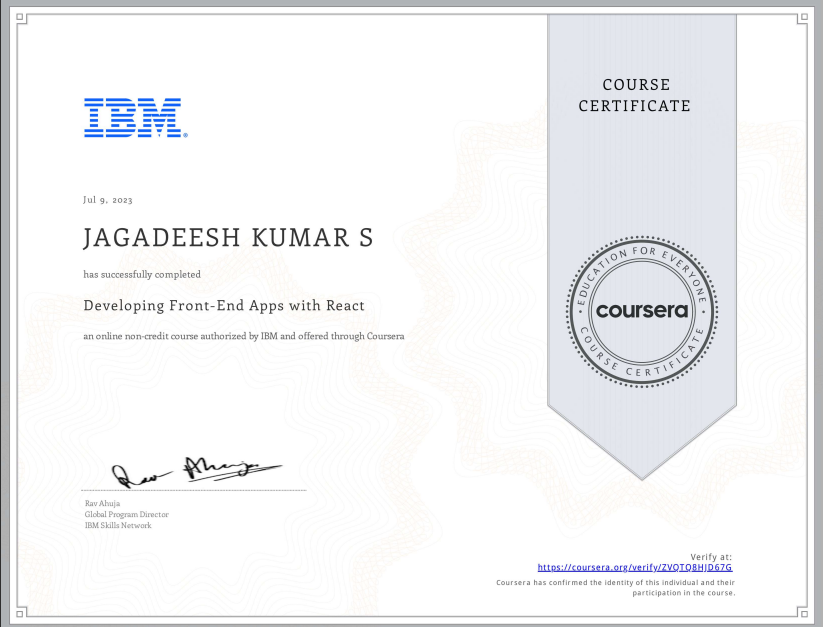 COURSE
CERTIFICATE
IBM®
Jul 9, 2023
JAGADEESH KUMAR S
has successfully completed
Developing Front-End Apps with React
an online non-credit course authorized by IBM and offered through Coursera
EDUCATION FOR EVERYONE
coursera
COURSE CERTIFICATE
Rav Ahuja
Rav Ahuja
Global Program Director
IBM Skills Network
Verify at:
https://coursera.org/verify/ZVQTQ8HJD67G
Coursera has confirmed the identity of this individual and their
participation in the course.